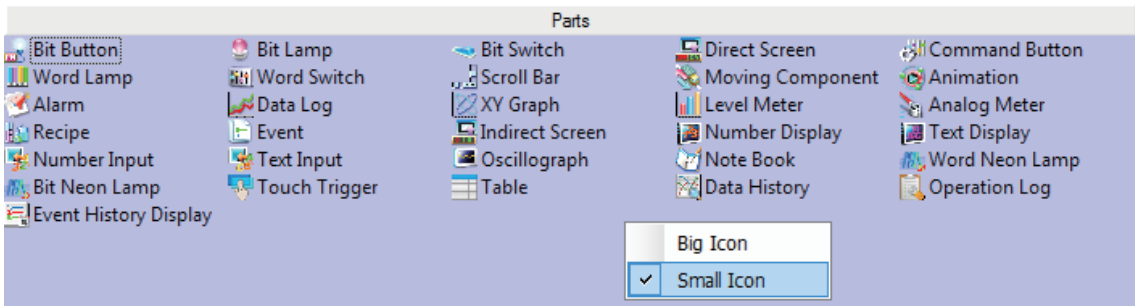 Parts
Bit Button Bit Lamp Bit Switch Direct Screen Command Button
Word Lamp Word Switch Scroll Bar Moving Component Animation
Alarm Data Log XY Graph Level Meter Analog Meter
Recipe Event Indirect Screen Number Display Text Display
Number Input Text Input Oscillograph Note Book Word Neon Lamp
Bit Neon Lamp Touch Trigger Table Data History Operation Log
Event History Display
Big Icon
Small Icon